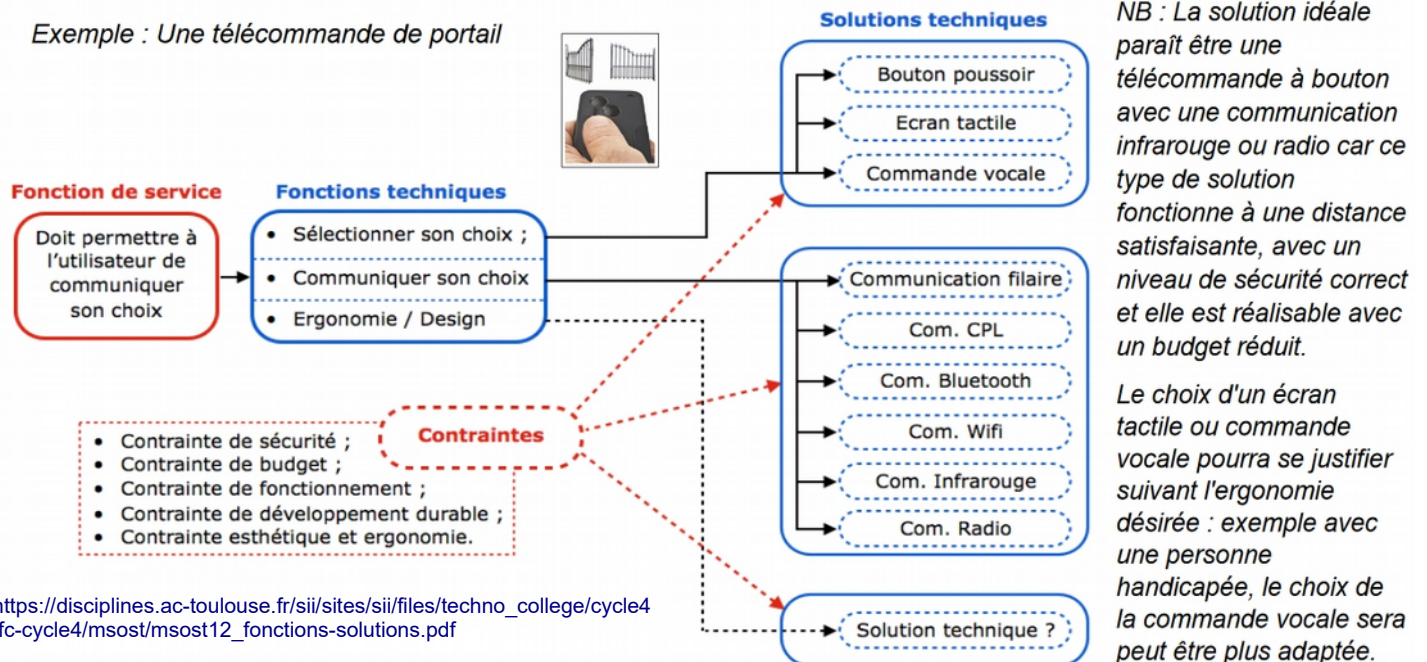 Exemple : Une télécommande de portail
Fonction de service
Doit permettre à
l'utilisateur de
communiquer
son choix
Fonctions techniques
• Sélectionner son choix ;
• Communiquer son choix
• Ergonomie / Design
Contraintes
• Contrainte de sécurité ;
• Contrainte de budget ;
• Contrainte de fonctionnement ;
• Contrainte de développement durable ;
• Contrainte esthétique et ergonomie.
https://disciplines.ac-toulouse.fr/sii/sites/sii/files/techno_college/cycle4
fc-cycle4/msost/msost12_fonctions-solutions.pdf
Solutions techniques
Bouton poussoir
Ecran tactile
Commande vocale
Communication filaire
Com. CPL
Com. Bluetooth
Com. Wifi
Com. Infrarouge
Com. Radio
Solution technique ?
NB : La solution idéale
paraît être une
télécommande à bouton
avec une communication
infrarouge ou radio car ce
type de solution
fonctionne à une distance
satisfaisante, avec un
niveau de sécurité correct
et elle est réalisable avec
un budget réduit.
Le choix d'un écran
tactile ou commande
vocale pourra se justifier
suivant l'ergonomie
désirée : exemple avec
une personne
handicapée, le choix de
la commande vocale sera
peut être plus adaptée.